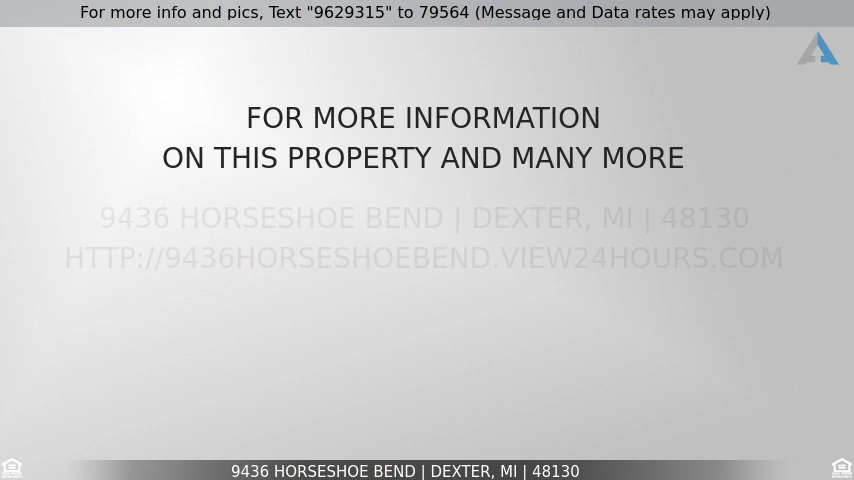 For more info and pics, Text "9629315" to 79564 (Message and Data rates may apply)
FOR MORE INFORMATION
ON THIS PROPERTY AND MANY MORE
9436 HORSESHOE BEND | DEXTER, MI | 48130
HTTP://9436HORSESHOEBEND.VIEW24HOURS.COM
9436 HORSESHOE BEND | DEXTER, MI | 48130